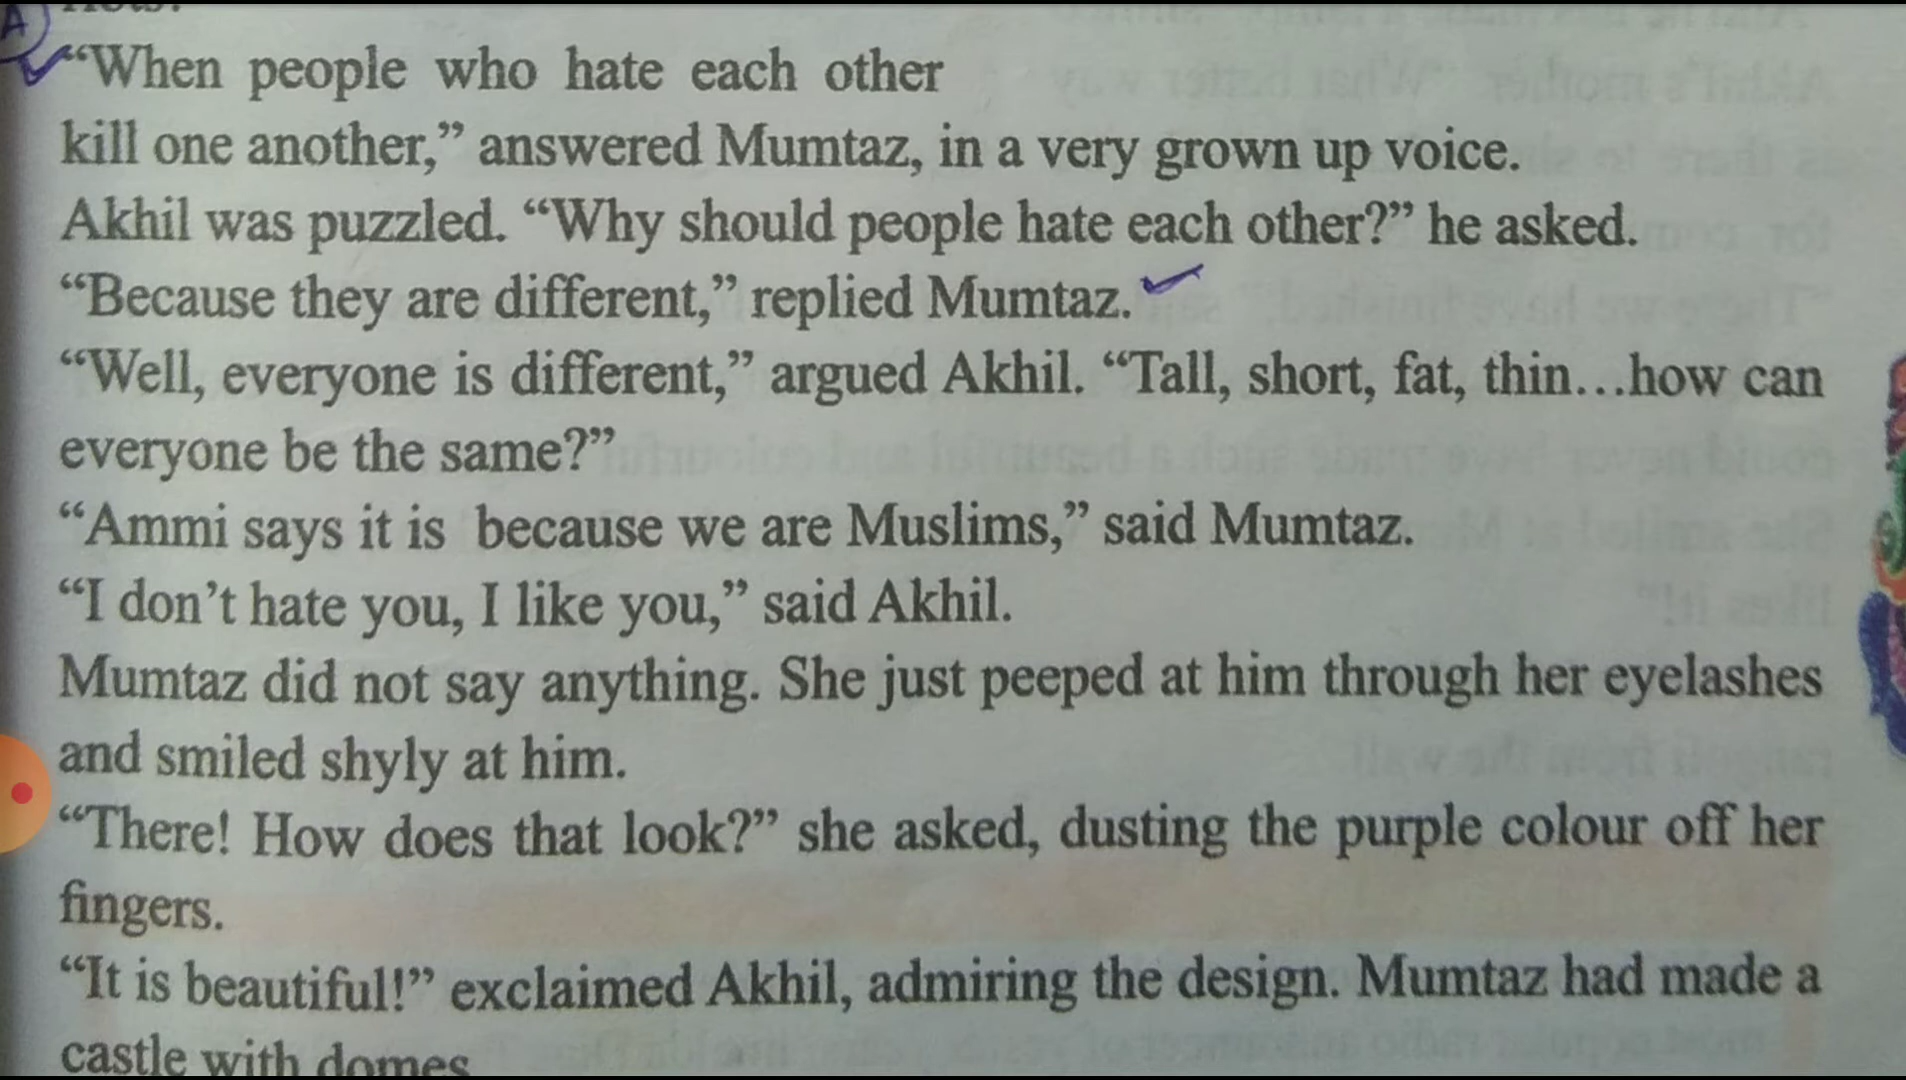 A
"When people who hate each other
kill one another," answered Mumtaz, in a very grown up voice.
Akhil was puzzled. "Why should people hate each other?" he asked.
"Because they are different," replied Mumtaz.
"Well, everyone is different," argued Akhil. "Tall, short, fat, thin...how can
everyone be the same?"
"Ammi says it is because we are Muslims," said Mumtaz.
"I don't hate you, I like you," said Akhil.
Mumtaz did not say anything. She just peeped at him through her eyelashes
and smiled shyly at him.
"There! How does that look?" she asked, dusting the purple colour off her
fingers.
"It is beautiful!" exclaimed Akhil, admiring the design. Mumtaz had made a
castle with domes